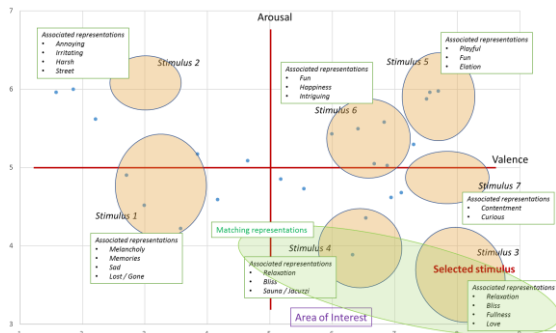 7
Arousal
Associated representations
• Annoying
• Irritating
• Harsh
• Street
Stimulus 2
Associated representations
• Fun
• Happiness
• Intriguing
Stimulus 5
Associated representations
• Playful
• Fun
• Elation
6
Stimulus 6
5
Valence
Stimulus 7
Associated representations
• Contentment
• Curious
Stimulus 1
Associated representations
• Melancholy
• Memories
• Sad
• Lost / Gone
Matching representations
4
Stimulus 4
Associated representations
• Relaxation
• Bliss
• Sauna / Jacuzzi
Stimulus 3
Selected stimulus
Associated representations
• Relaxation
• Bliss
• Fullness
• Love
Area of Interest
3